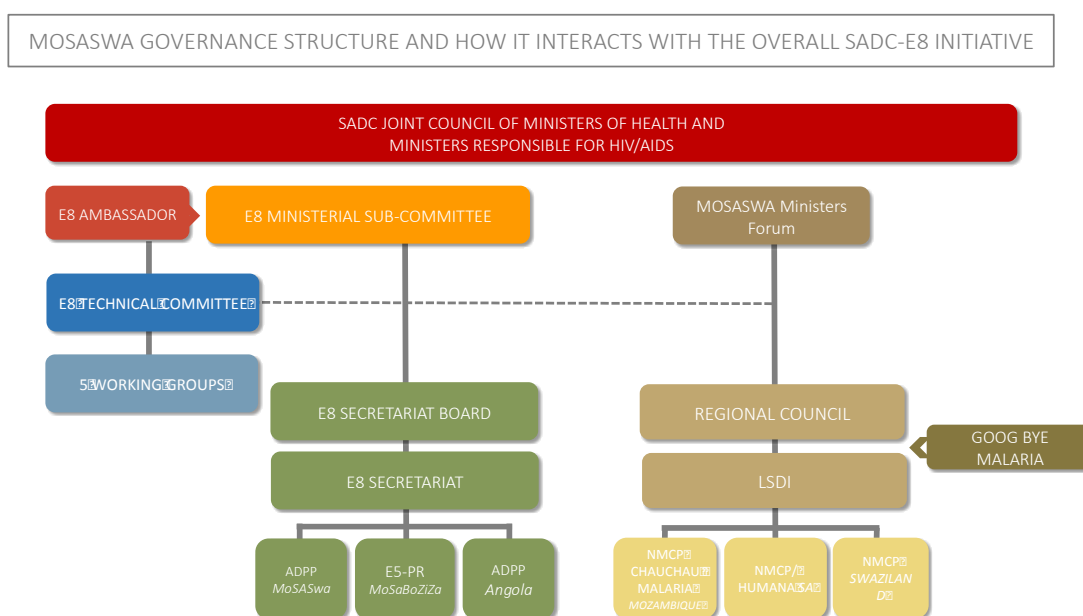 MOSASWA GOVERNANCE STRUCTURE AND HOW IT INTERACTS WITH THE OVERALL SADC-E8 INITIATIVE
SADC JOINT COUNCIL OF MINISTERS OF HEALTH AND
MINISTERS RESPONSIBLE FOR HIV/AIDS
E8 AMBASSADOR
E8 MINISTERIAL SUB-COMMITTEE
MOSASWA Ministers
Forum
E8⍰TECHNICAL⍰COMMITTEE⍰
5⍰WORKING⍰GROUPS⍰
E8 SECRETARIAT BOARD
REGIONAL COUNCIL
GOOG BYE
MALARIA
E8 SECRETARIAT
LSDI
ADPP
MoSASwa
E5-PR
MoSaBoZiZa
ADPP
Angola
NMCP⍰
CHAUCHAU⍰
MALARIA⍰
MOZAMBIQUE⍰
NMCP/⍰
HUMANA⍰SA⍰
NMCP⍰
SWAZILAN
D⍰